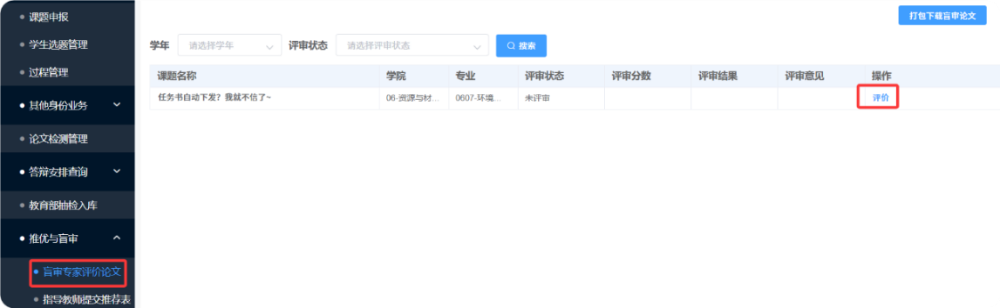 课题申报
学生选题管理
过程管理
其他身份业务
论文检测管理
答辩安排查询
教育部抽检入库
推优与盲审
盲审专家评价论文
指导教师提交推荐表
打包下载盲审论文
学年 请选择学年 评审状态 请选择评审状态 搜索
课题名称 学院 专业 评审状态 评审分数 评审结果 评审意见 操作
任务书自动下发？我就不信了~ 06-资源与材... 0607-环境... 未评审 评价